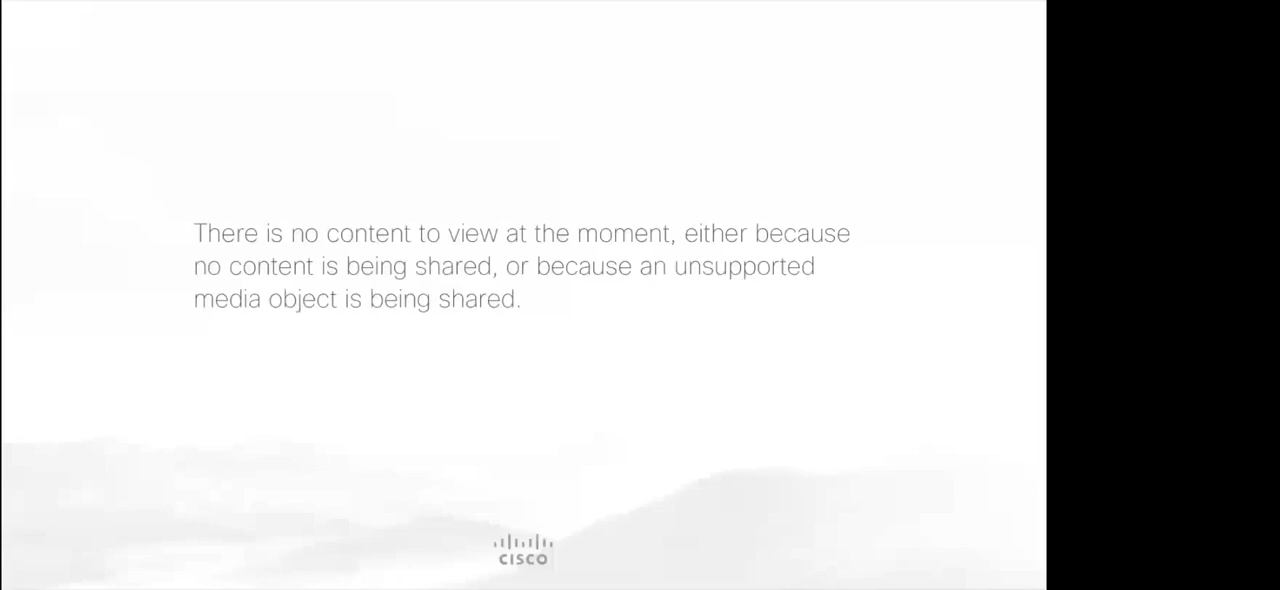 There is no content to view at the moment, either because
no content is being shared, or because an unsupported
media object is being shared.
CISCO